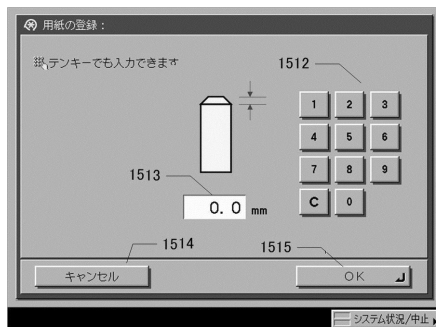 用紙の登録：
テンキーでも入力できます
1512
1 2 3
4 5 6
7 8 9
C 0
1513
0. 0 mm
1514
1515
キャンセル
OK
システム状況/中止